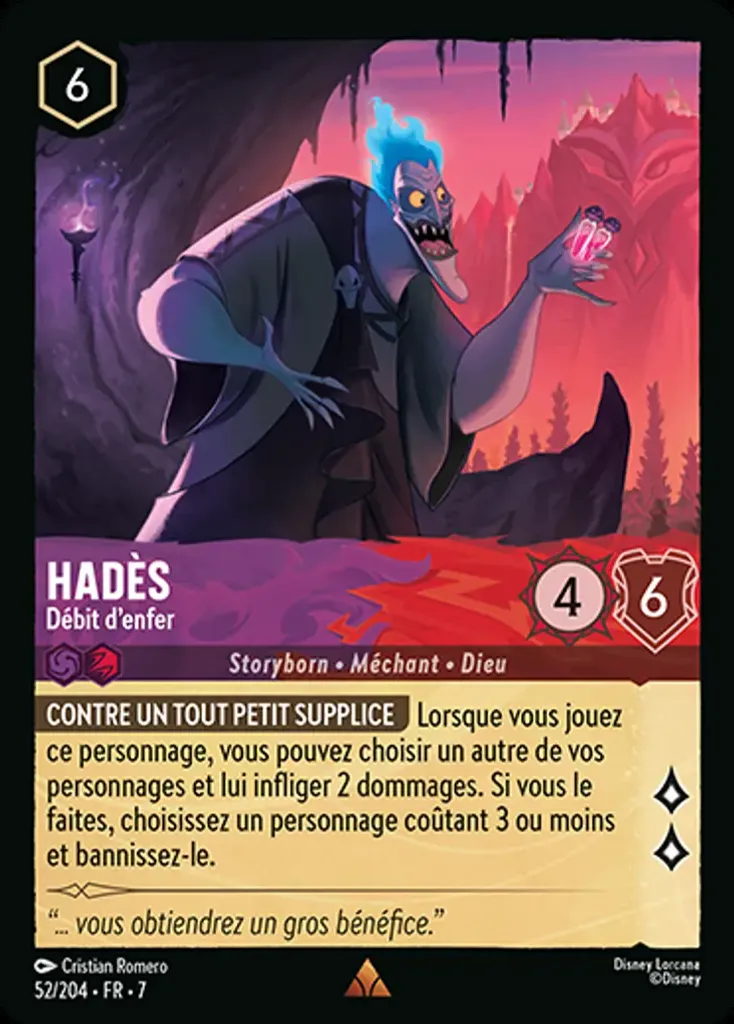 6
HADÈS
Débit d'enfer
4
6
Storyborn • Méchant • Dieu
CONTRE UN TOUT PETIT SUPPLICE Lorsque vous jouez
ce personnage, vous pouvez choisir un autre de vos
personnages et lui infliger 2 dommages. Si vous le
faites, choisissez un personnage coûtant 3 ou moins
et bannissez-le.
"... vous obtiendrez un gros bénéfice."
Cristian Romero
52/204 • FR • 7
Disney Lorcana
©Disney